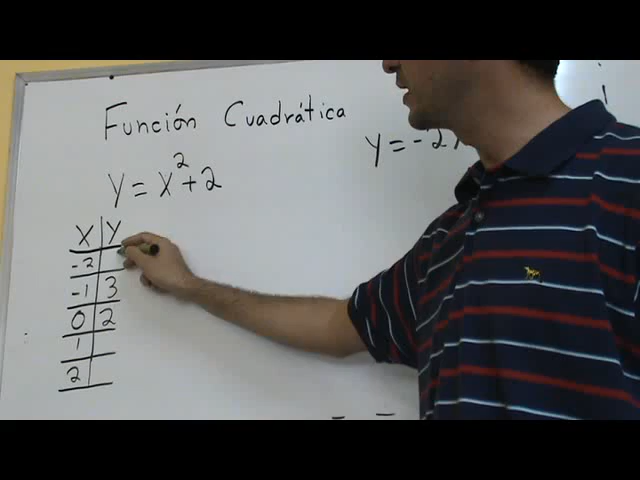 Función Cuadrática
y = -2
y = x² + 2
X Y
-2
-1 3
0 2
1
2